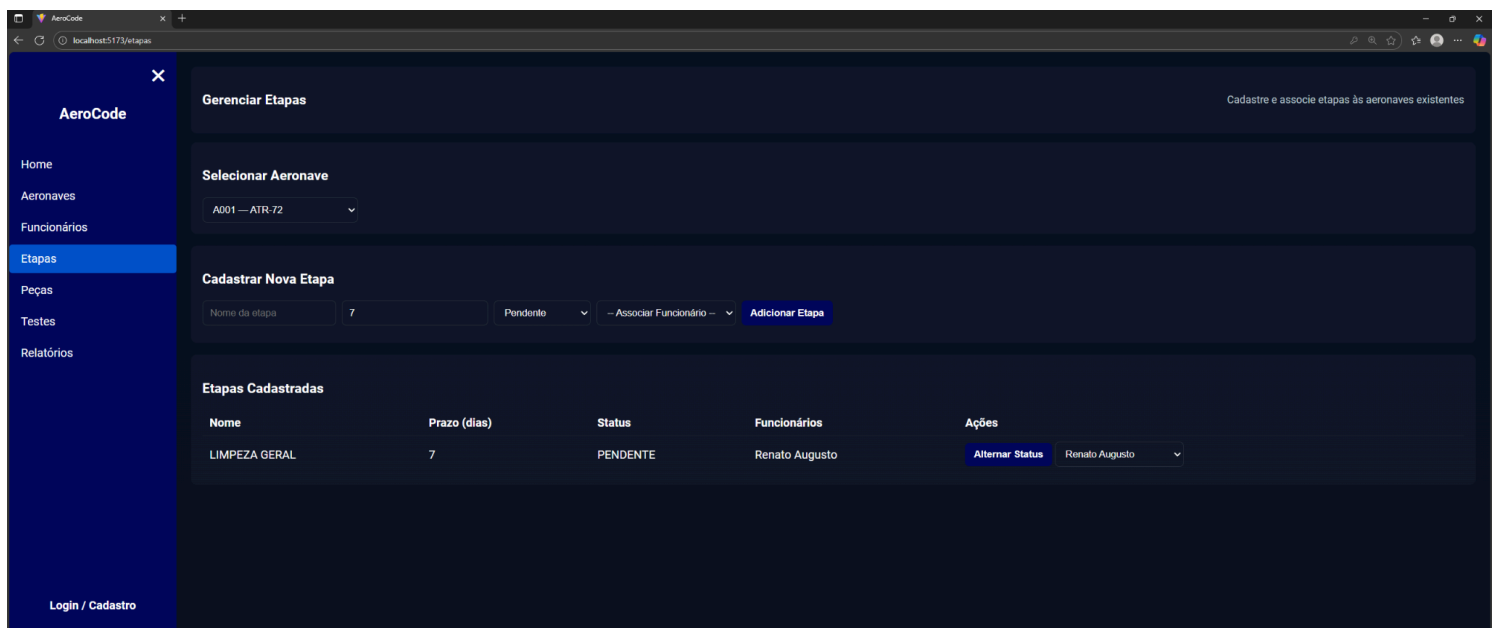 AeroCode
localhost:5173/etapas
AeroCode
Home
Aeronaves
Funcionários
Etapas
Peças
Testes
Relatórios
Login / Cadastro
Gerenciar Etapas
Cadastre e associe etapas às aeronaves existentes
Selecionar Aeronave
A001 — ATR-72
Cadastrar Nova Etapa
Nome da etapa 7 Pendente -- Associar Funcionário -- Adicionar Etapa
Etapas Cadastradas
Nome Prazo (dias) Status Funcionários Ações
LIMPEZA GERAL 7 PENDENTE Renato Augusto Alternar Status Renato Augusto